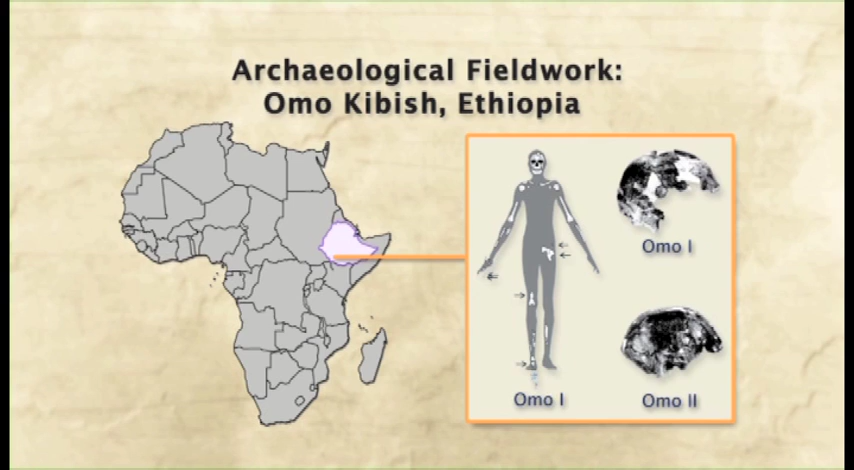 Archaeological Fieldwork:
Omo Kibish, Ethiopia
Omo I
Omo I
Omo II